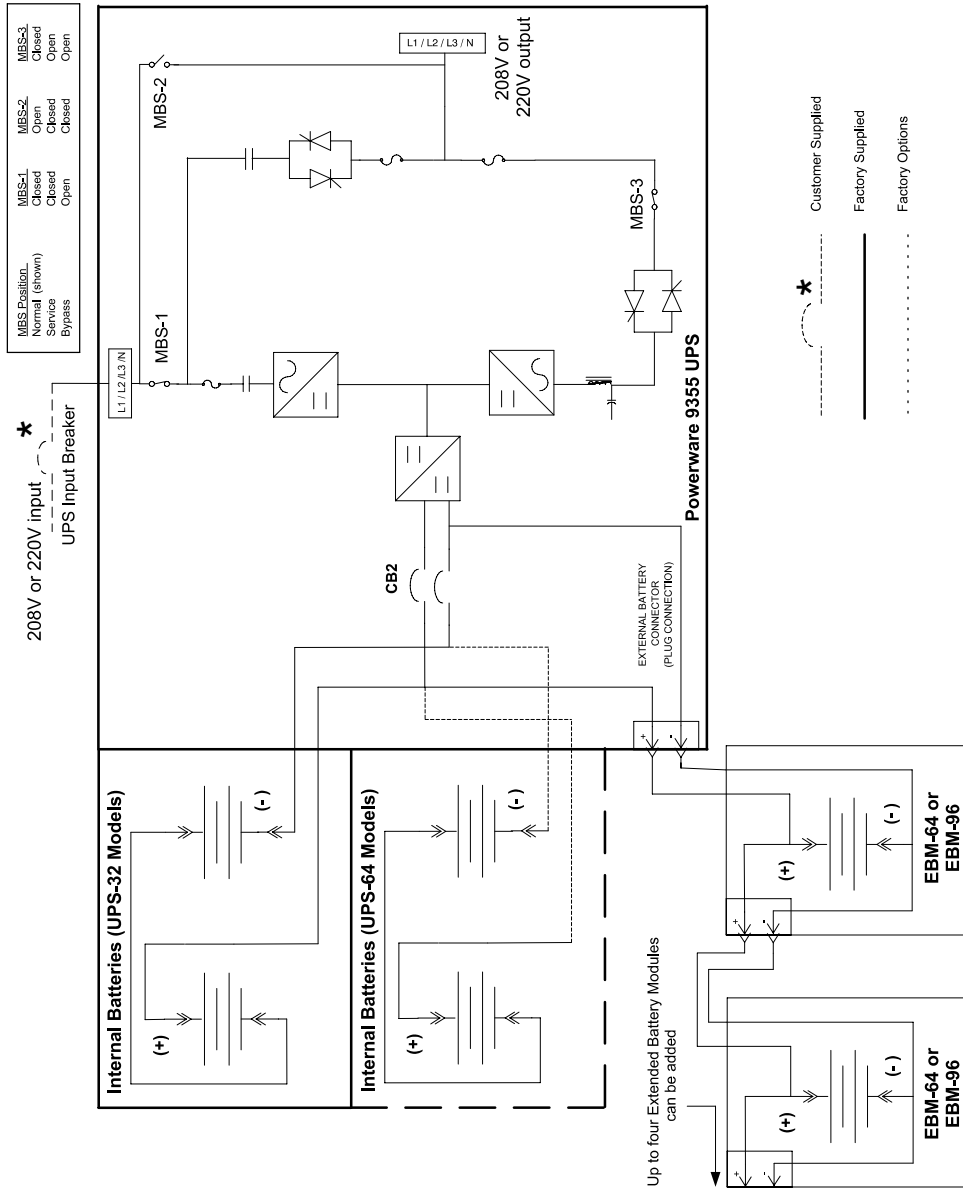 MBS Position MBS-1 MBS-2 MBS-3
Normal (shown) Closed Open Closed
Service Closed Closed Open
Bypass Open Closed Open
208V or 220V input
*
UPS Input Breaker
L1 / L2 /L3 /N
MBS-1
MBS-2
L1 / L2 / L3 / N
208V or
220V output
MBS-3
CB2
EXTERNAL BATTERY
CONNECTOR
(PLUG CONNECTION)
+
-
Powerware 9355 UPS
Internal Batteries (UPS-32 Models)
(+)
(-)
Internal Batteries (UPS-64 Models)
(+)
(-)
Up to four Extended Battery Modules
can be added
+
-
(+)
(-)
EBM-64 or
EBM-96
+
-
(+)
(-)
EBM-64 or
EBM-96
*
Customer Supplied
Factory Supplied
Factory Options